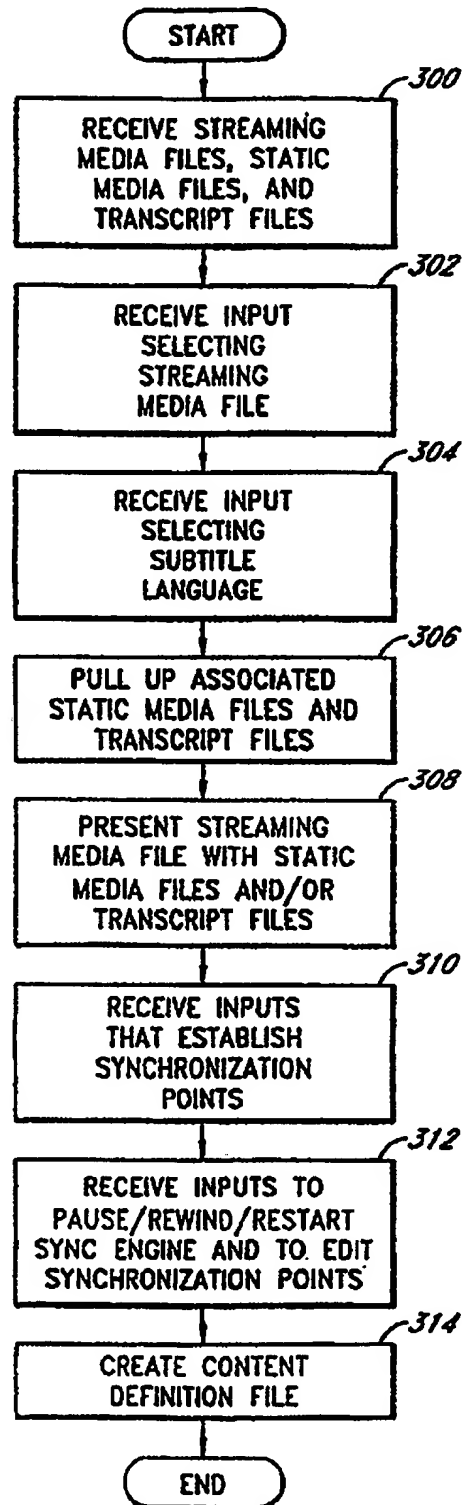 START
300
RECEIVE STREAMING
MEDIA FILES, STATIC
MEDIA FILES, AND
TRANSCRIPT FILES
302
RECEIVE INPUT
SELECTING
STREAMING
MEDIA FILE
304
RECEIVE INPUT
SELECTING
SUBTITLE
LANGUAGE
306
PULL UP ASSOCIATED
STATIC MEDIA FILES AND
TRANSCRIPT FILES
308
PRESENT STREAMING
MEDIA FILE WITH STATIC
MEDIA FILES AND/OR
TRANSCRIPT FILES
310
RECEIVE INPUTS
THAT ESTABLISH
SYNCHRONIZATION
POINTS
312
RECEIVE INPUTS TO
PAUSE/REWIND/RESTART
SYNC ENGINE AND TO EDIT
SYNCHRONIZATION POINTS
314
CREATE CONTENT
DEFINITION FILE
END